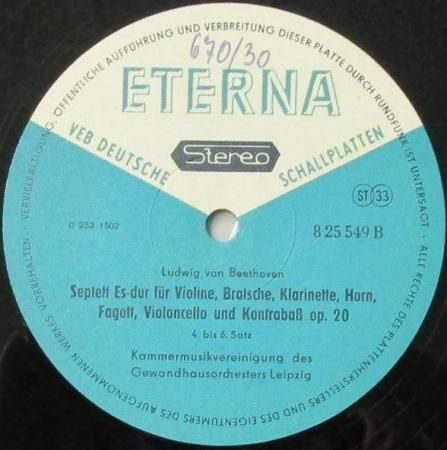 VERVIELFÄLTIGUNG, ÖFFENTLICHE AUFFÜHRUNG UND VERBREITUNG DIESER PLATTE DURCH RUNDFUNK IST UNTERSAGT · ALLE RECHTE DES PLATTENHERSTELLERS UND DES EIGENTUMERS DES AUFGENOMMENEN WERKES VORBEHALTEN ·
670/30
ETERNA
VEB DEUTSCHE SCHALLPLATTEN
Stereo
ST 33
0 253 1502
8 25 549 B
Ludwig van Beethoven
Septett Es-dur für Violine, Bratsche, Klarinette, Horn,
Fagott, Violoncello und Kontrabaß op. 20
4. bis 6. Satz
Kammermusikvereinigung des
Gewandhausorchesters Leipzig